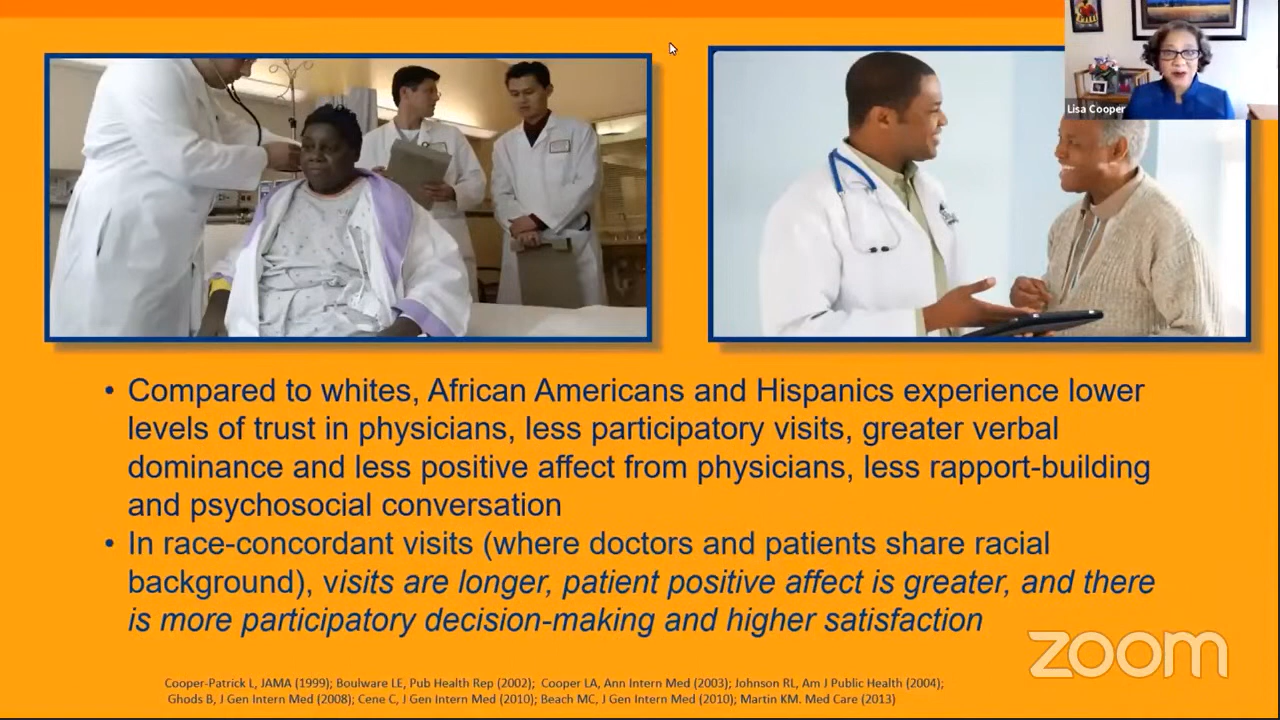 Lisa Cooper
• Compared to whites, African Americans and Hispanics experience lower
levels of trust in physicians, less participatory visits, greater verbal
dominance and less positive affect from physicians, less rapport-building
and psychosocial conversation
• In race-concordant visits (where doctors and patients share racial
background), visits are longer, patient positive affect is greater, and there
is more participatory decision-making and higher satisfaction
zoom
Cooper-Patrick L, JAMA (1999); Boulware LE, Pub Health Rep (2002); Cooper LA, Ann Intern Med (2003); Johnson RL, Am J Public Health (2004);
Ghods B, J Gen Intern Med (2008); Cene C, J Gen Intern Med (2010); Beach MC, J Gen Intern Med (2010); Martin KM. Med Care (2013)